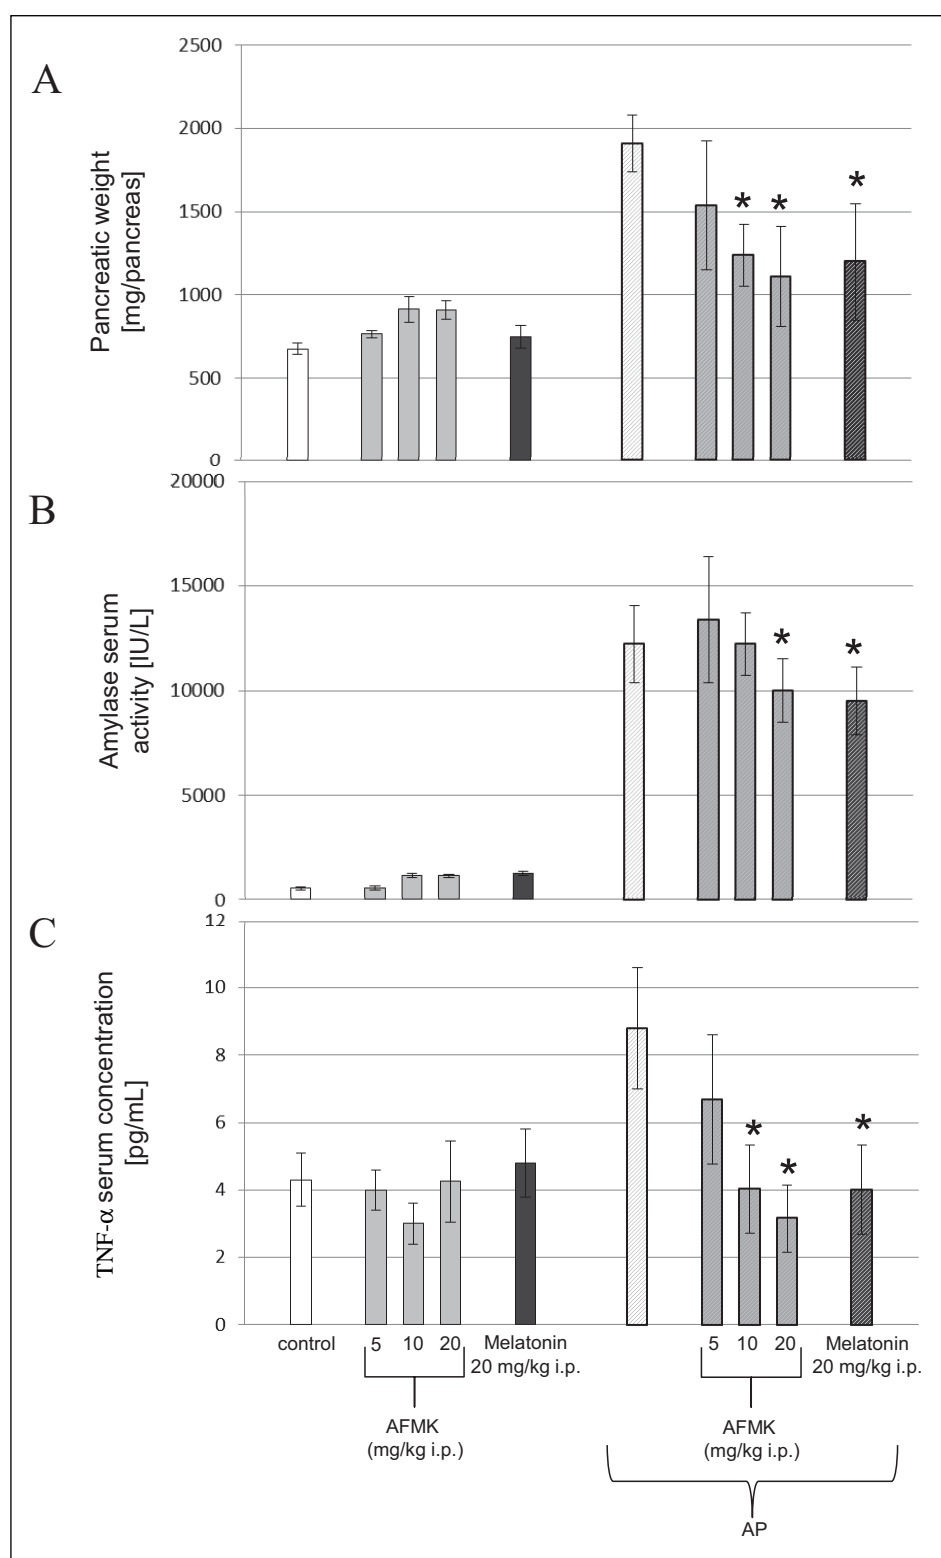 A
Pancreatic weight
[mg/pancreas]
2500
2000
1500
1000
500
0
* * *
B
Amylase serum
activity [IU/L]
20000
15000
10000
5000
0
* *
C
TNF-α serum concentration
[pg/mL]
12
10
8
6
4
2
0
* * *
control 5 10 20 Melatonin 5 10 20 Melatonin
20 mg/kg i.p. 20 mg/kg i.p.
AFMK AFMK
(mg/kg i.p.) (mg/kg i.p.)
AP